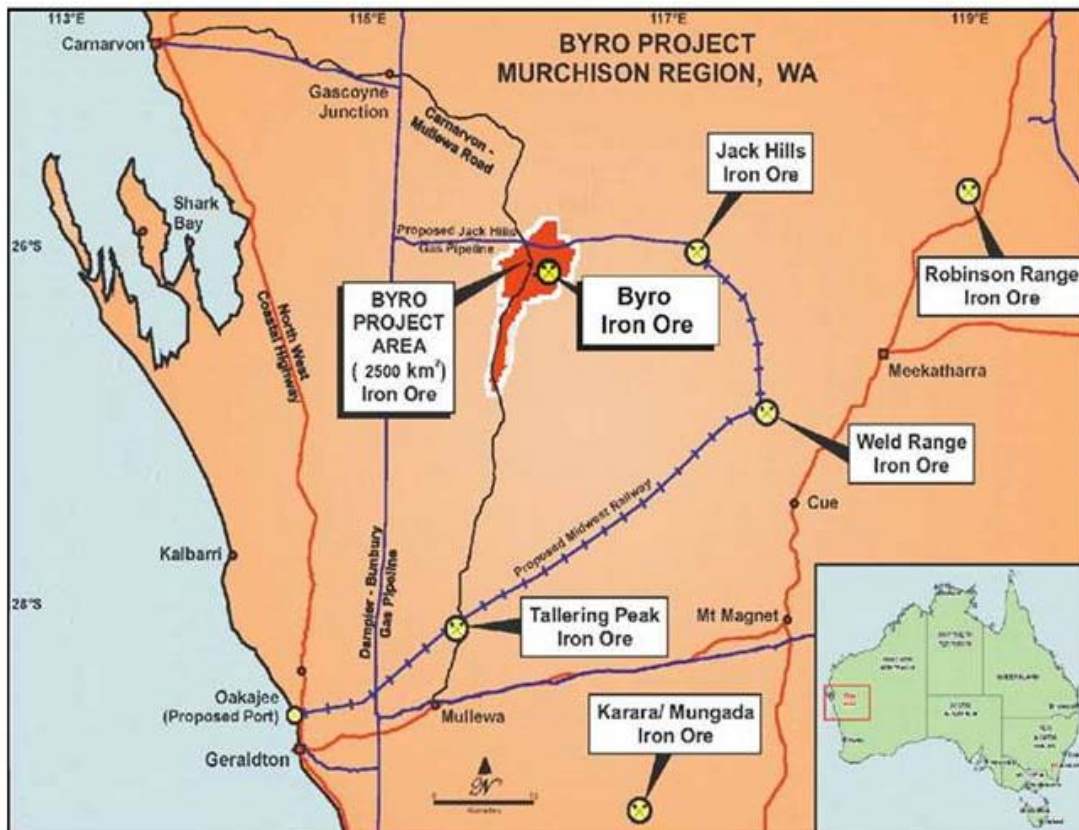 113°E
115°E
117°E
119°E
BYRO PROJECT
MURCHISON REGION, WA
Carnarvon
Gascoyne
Junction
Carnarvon -
Mullewa Road
Jack Hills
Iron Ore
Shark
Bay
Proposed Jack Hills
Gas Pipeline
26°S
Robinson Range
Iron Ore
BYRO
PROJECT
AREA
( 2500 km²)
Iron Ore
Byro
Iron Ore
North West
Coastal Highway
Meekatharra
Weld Range
Iron Ore
Cue
Proposed Midwest Railway
Kalbarri
Dampier - Bunbury
Gas Pipeline
28°S
Tallering Peak
Iron Ore
Mt Magnet
Oakajee
(Proposed Port)
Mullewa
Karara/ Mungada
Iron Ore
Geraldton
N